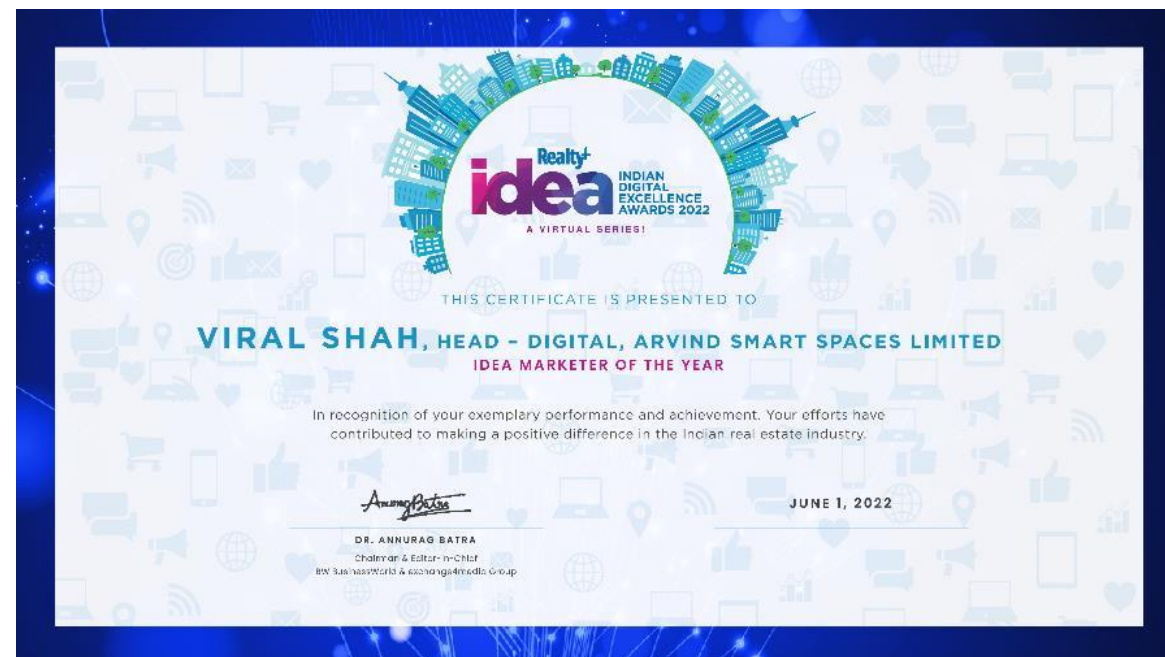 Realty+
idea
INDIAN
DIGITAL
EXCELLENCE
AWARDS 2022
A VIRTUAL SERIES!
THIS CERTIFICATE IS PRESENTED TO
VIRAL SHAH, HEAD – DIGITAL, ARVIND SMART SPACES LIMITED
IDEA MARKETER OF THE YEAR
In recognition of your exemplary performance and achievement. Your efforts have
contributed to making a positive difference in the Indian real estate industry.
Anurag Batra
JUNE 1, 2022
DR. ANNURAG BATRA
Chairman & Editor-in-Chief
BW BusinessWorld & exchange4media Group